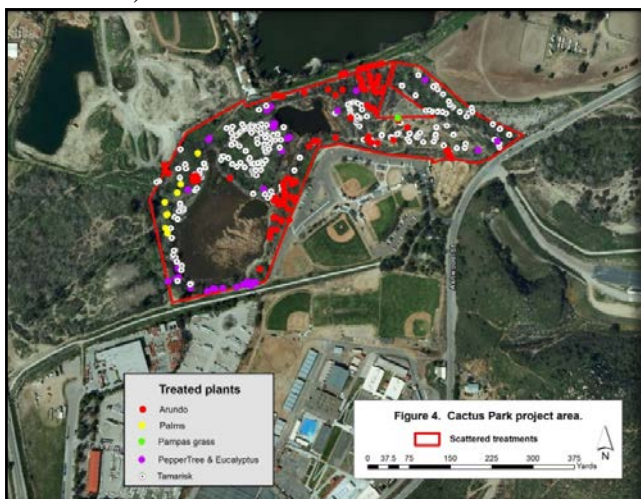 Treated plants
Arundo
Palms
Pampas grass
PepperTree & Eucalyptus
Tamarisk
Figure 4. Cactus Park project area.
Scattered treatments
0 37.5 75 150 225 300 375
Yards
N